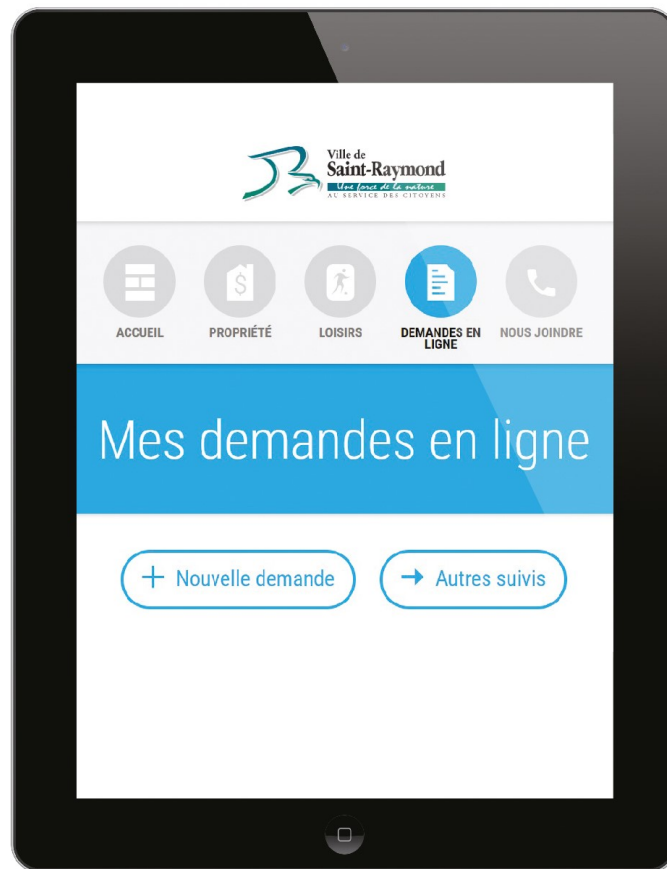 Ville de
Saint-Raymond
Une force de la nature
AU SERVICE DES CITOYENS
ACCUEIL
PROPRIÉTÉ
LOISIRS
DEMANDES EN
LIGNE
NOUS JOINDRE
Mes demandes en ligne
+ Nouvelle demande
→ Autres suivis